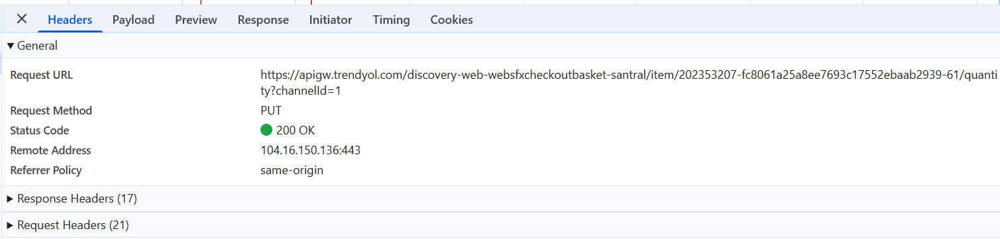 Headers Payload Preview Response Initiator Timing Cookies
General
Request URL https://apigw.trendyol.com/discovery-web-websfxcheckoutbasket-santral/item/202353207-fc8061a25a8ee7693c17552ebaab2939-61/quanti
ty?channelId=1
Request Method PUT
Status Code 200 OK
Remote Address 104.16.150.136:443
Referrer Policy same-origin
Response Headers (17)
Request Headers (21)